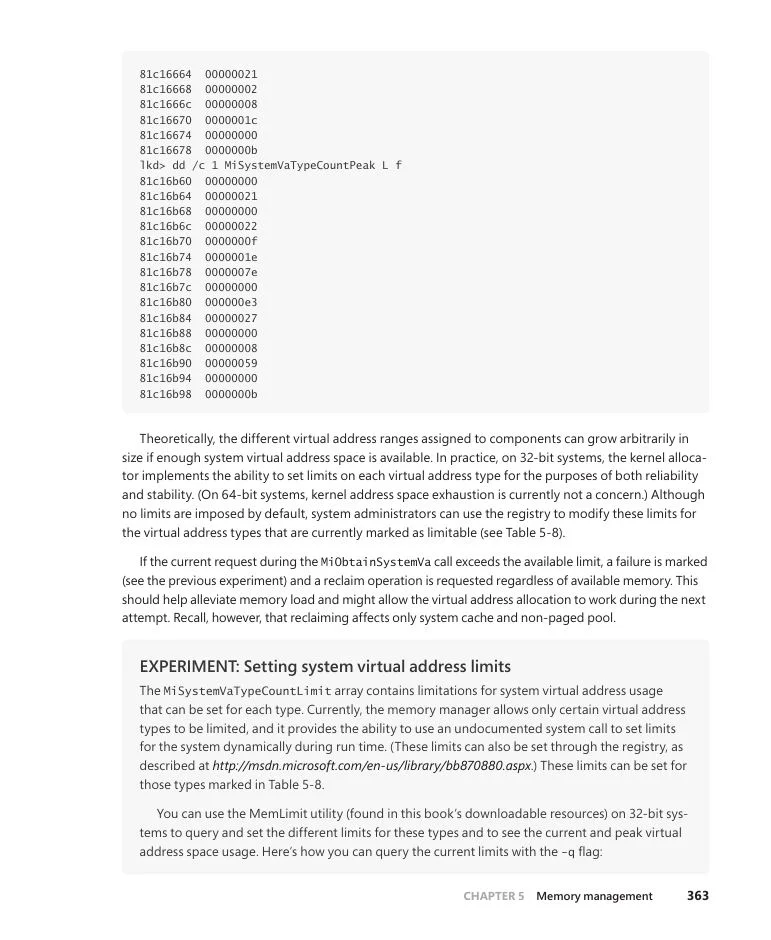 81c16664  00000021
81c16668  00000002
81c1666c  00000008
81c16670  0000001c
81c16674  00000000
81c16678  0000000b
lkd> dd /c 1 MiSystemVaTypeCountPeak L f
81c16b60  00000000
81c16b64  00000021
81c16b68  00000000
81c16b6c  00000022
81c16b70  0000000f
81c16b74  0000001e
81c16b78  0000007e
81c16b7c  00000000
81c16b80  000000e3
81c16b84  00000027
81c16b88  00000000
81c16b8c  00000008
81c16b90  00000059
81c16b94  00000000
81c16b98  0000000b
Theoretically, the different virtual address ranges assigned to components can grow arbitrarily in
size if enough system virtual address space is available. In practice, on 32-bit systems, the kernel alloca-
tor implements the ability to set limits on each virtual address type for the purposes of both reliability
and stability. (On 64-bit systems, kernel address space exhaustion is currently not a concern.) Although
no limits are imposed by default, system administrators can use the registry to modify these limits for
the virtual address types that are currently marked as limitable (see Table 5-8).
If the current request during the MiObtainSystemVa call exceeds the available limit, a failure is marked
(see the previous experiment) and a reclaim operation is requested regardless of available memory. This
should help alleviate memory load and might allow the virtual address allocation to work during the next
attempt. Recall, however, that reclaiming affects only system cache and non-paged pool.
EXPERIMENT: Setting system virtual address limits
The MiSystemVaTypeCountLimit array contains limitations for system virtual address usage
that can be set for each type. Currently, the memory manager allows only certain virtual address
types to be limited, and it provides the ability to use an undocumented system call to set limits
for the system dynamically during run time. (These limits can also be set through the registry, as
described at http://msdn.microsoft.com/en-us/library/bb870880.aspx.) These limits can be set for
those types marked in Table 5-8.
You can use the MemLimit utility (found in this book's downloadable resources) on 32-bit sys-
tems to query and set the different limits for these types and to see the current and peak virtual
address space usage. Here's how you can query the current limits with the -q flag:
CHAPTER 5 Memory management 363